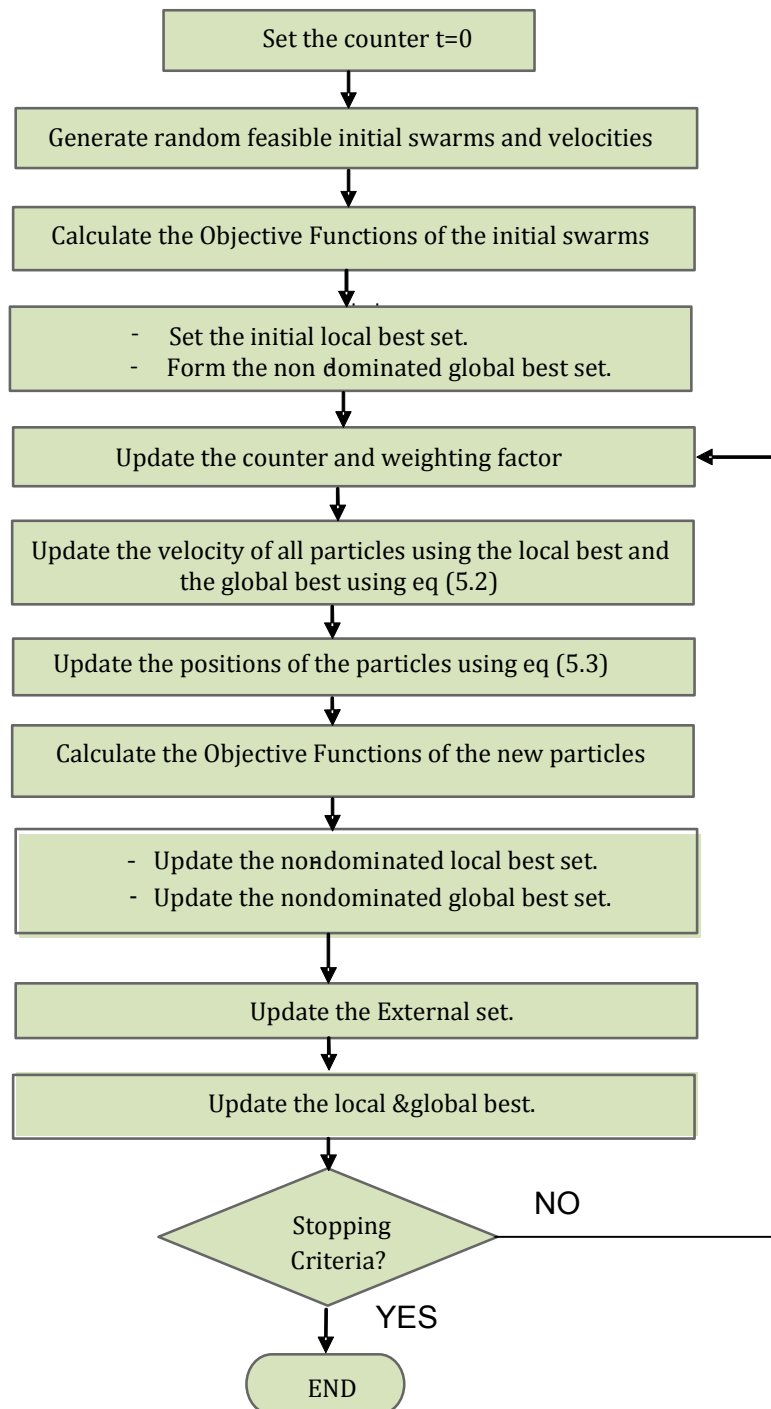 Set the counter t=0
Generate random feasible initial swarms and velocities
Calculate the Objective Functions of the initial swarms
- Set the initial local best set.
- Form the non dominated global best set.
Update the counter and weighting factor
Update the velocity of all particles using the local best and
the global best using eq (5.2)
Update the positions of the particles using eq (5.3)
Calculate the Objective Functions of the new particles
- Update the nondominated local best set.
- Update the nondominated global best set.
Update the External set.
Update the local &global best.
Stopping
Criteria?
NO
YES
END